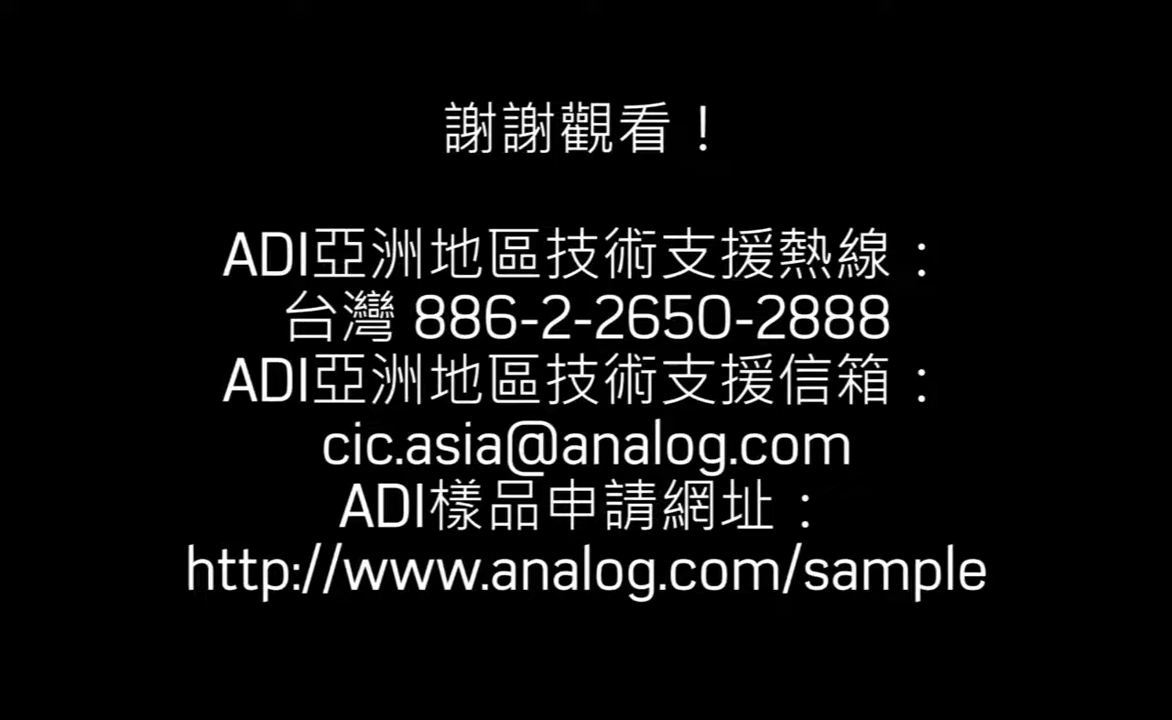 謝謝觀看！
ADI亞洲地區技術支援熱線：
台灣 886-2-2650-2888
ADI亞洲地區技術支援信箱：
cic.asia@analog.com
ADI樣品申請網址：
http://www.analog.com/sample